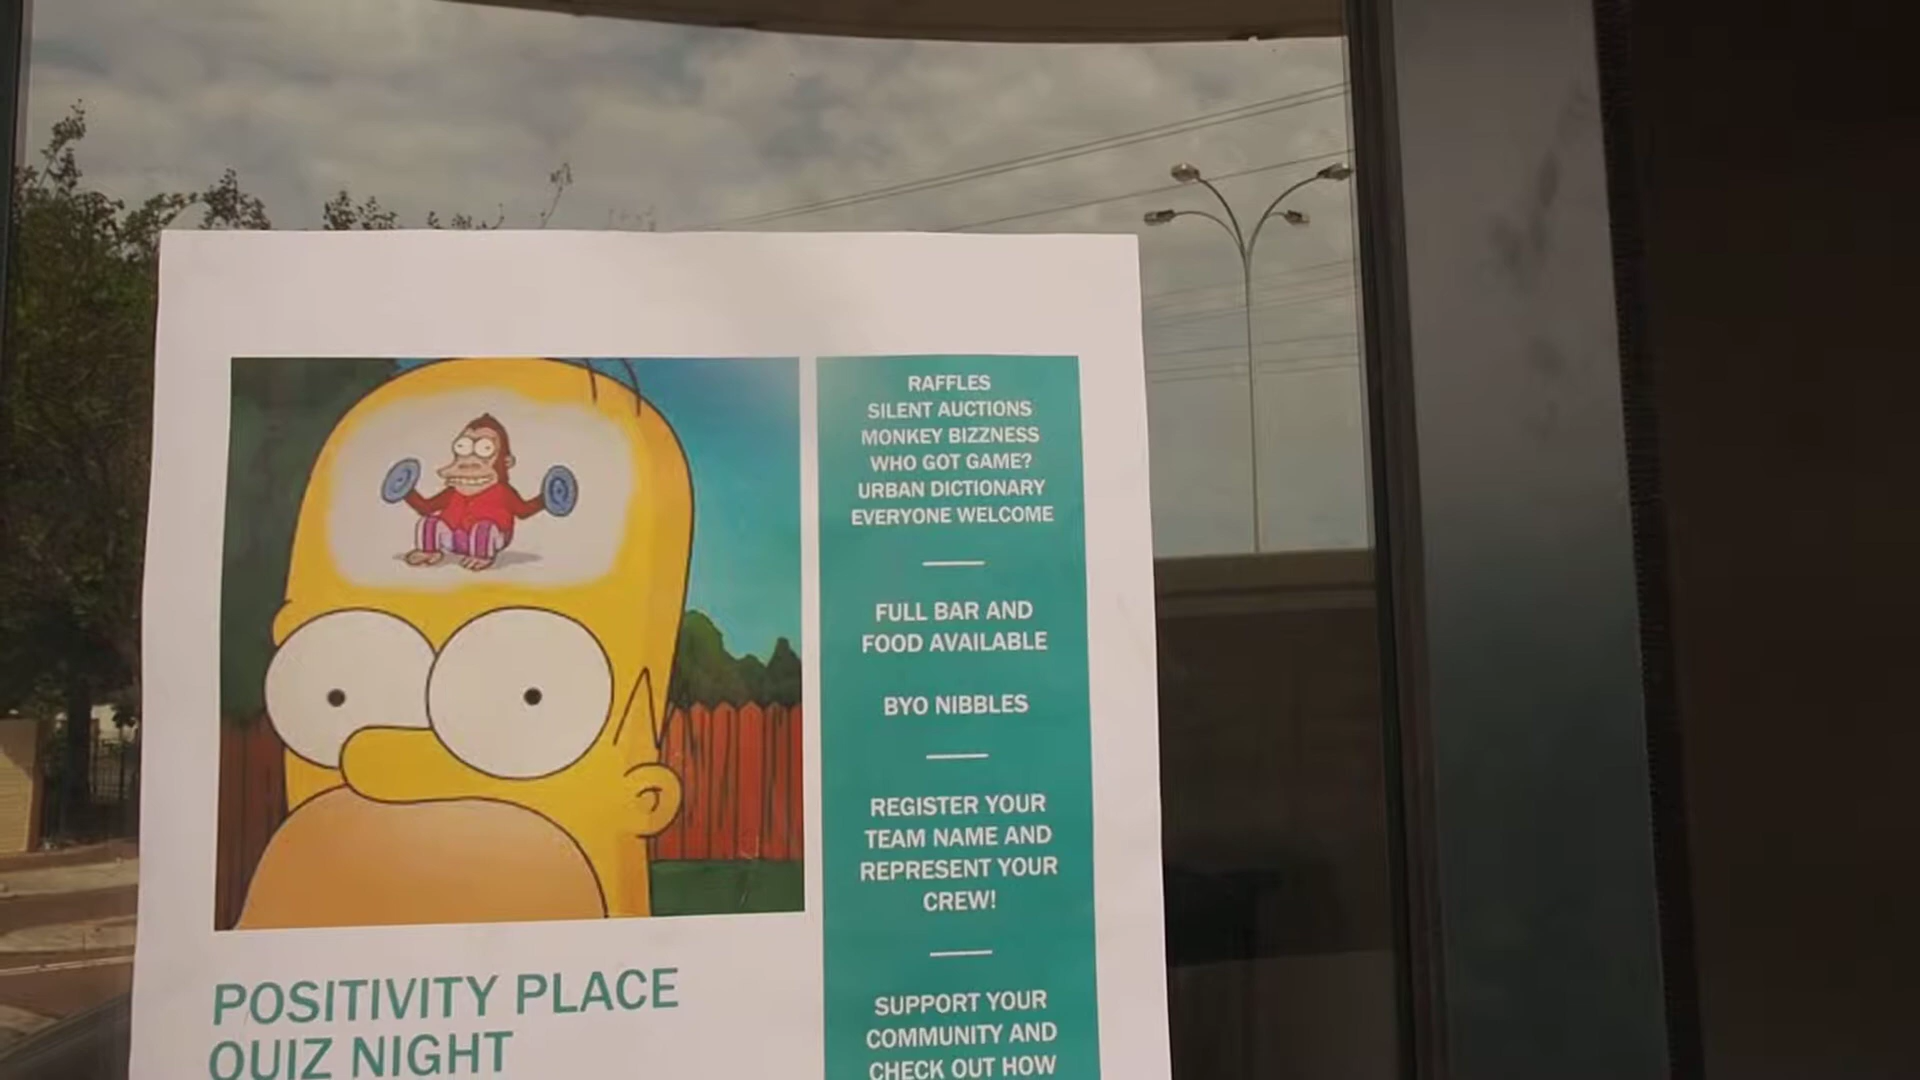 RAFFLES
SILENT AUCTIONS
MONKEY BIZZNESS
WHO GOT GAME?
URBAN DICTIONARY
EVERYONE WELCOME
FULL BAR AND
FOOD AVAILABLE
BYO NIBBLES
REGISTER YOUR
TEAM NAME AND
REPRESENT YOUR
CREW!
SUPPORT YOUR
COMMUNITY AND
CHECK OUT HOW
POSITIVITY PLACE
QUIZ NIGHT